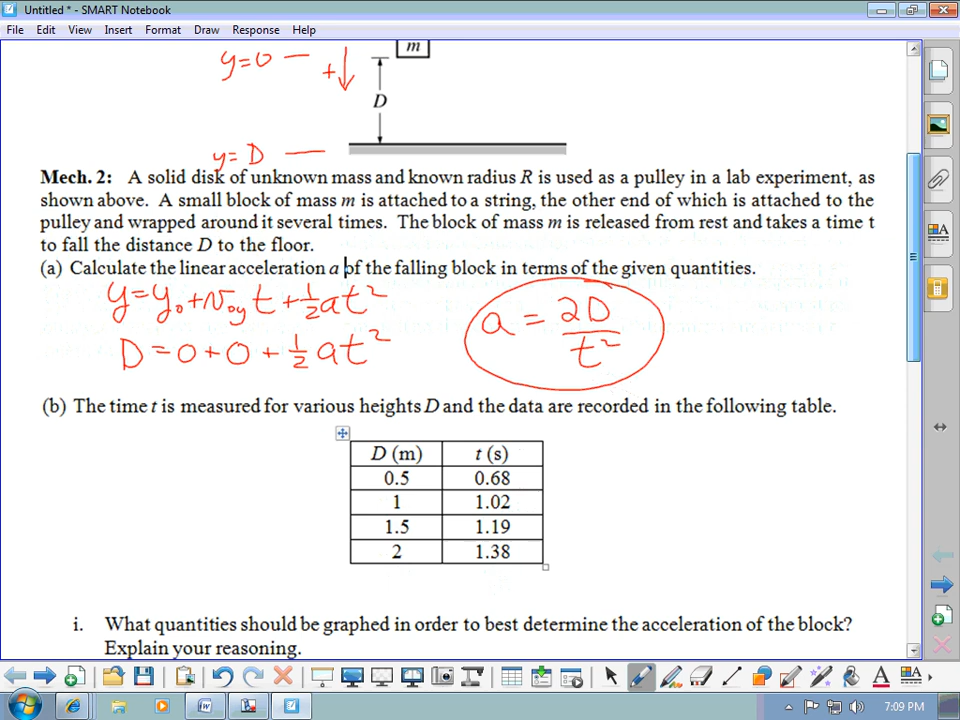 Untitled * - SMART Notebook
File Edit View Insert Format Draw Response Help
m
y=0 — +↓
D
y= D —
Mech. 2: A solid disk of unknown mass and known radius R is used as a pulley in a lab experiment, as
shown above. A small block of mass m is attached to a string, the other end of which is attached to the
pulley and wrapped around it several times. The block of mass m is released from rest and takes a time t
to fall the distance D to the floor.
(a) Calculate the linear acceleration a of the falling block in terms of the given quantities.
y=y₀+v₀yt+½at²
D=0+0+½at²
a = 2D/t²
(b) The time t is measured for various heights D and the data are recorded in the following table.
D (m) t (s)
0.5 0.68
1 1.02
1.5 1.19
2 1.38
i. What quantities should be graphed in order to best determine the acceleration of the block?
Explain your reasoning.
7:09 PM